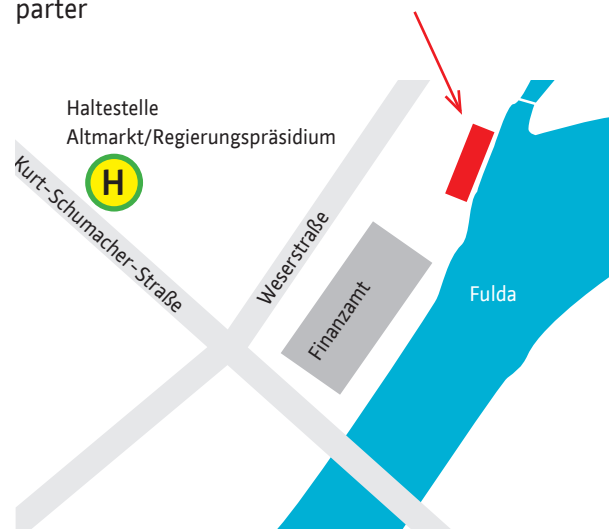 parter
Haltestelle
Altmarkt/Regierungspräsidium
H
Kurt-Schumacher-Straße
Weserstraße
Finanzamt
Fulda